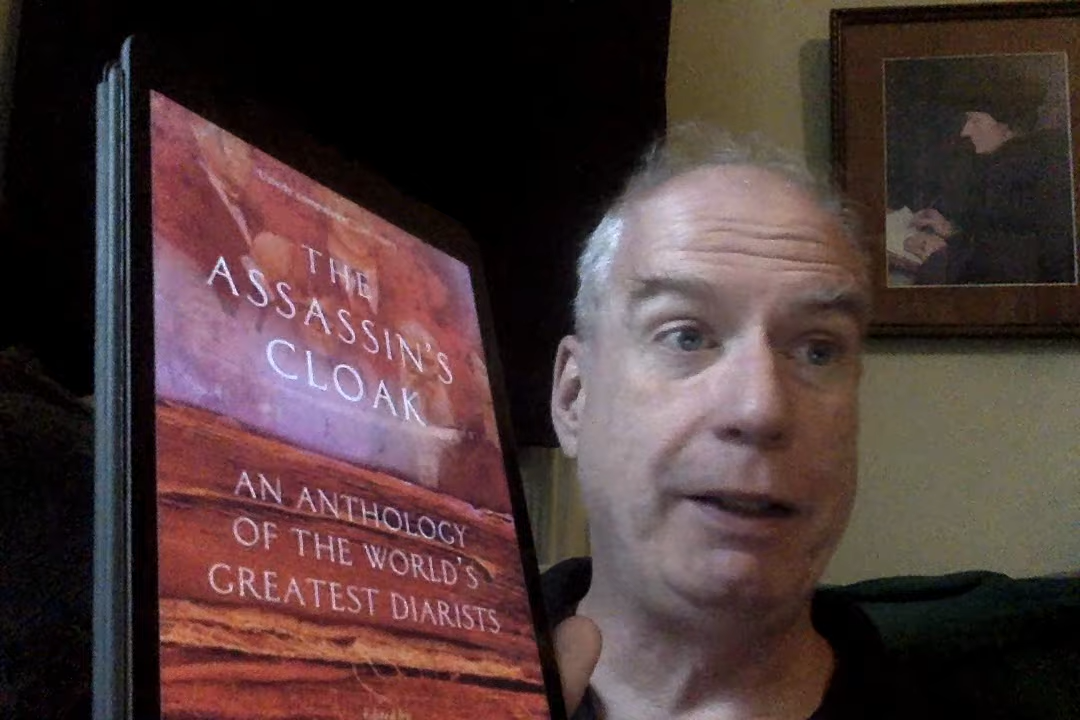 THE
ASSASSIN'S
CLOAK
AN ANTHOLOGY
OF THE WORLD'S
GREATEST DIARISTS